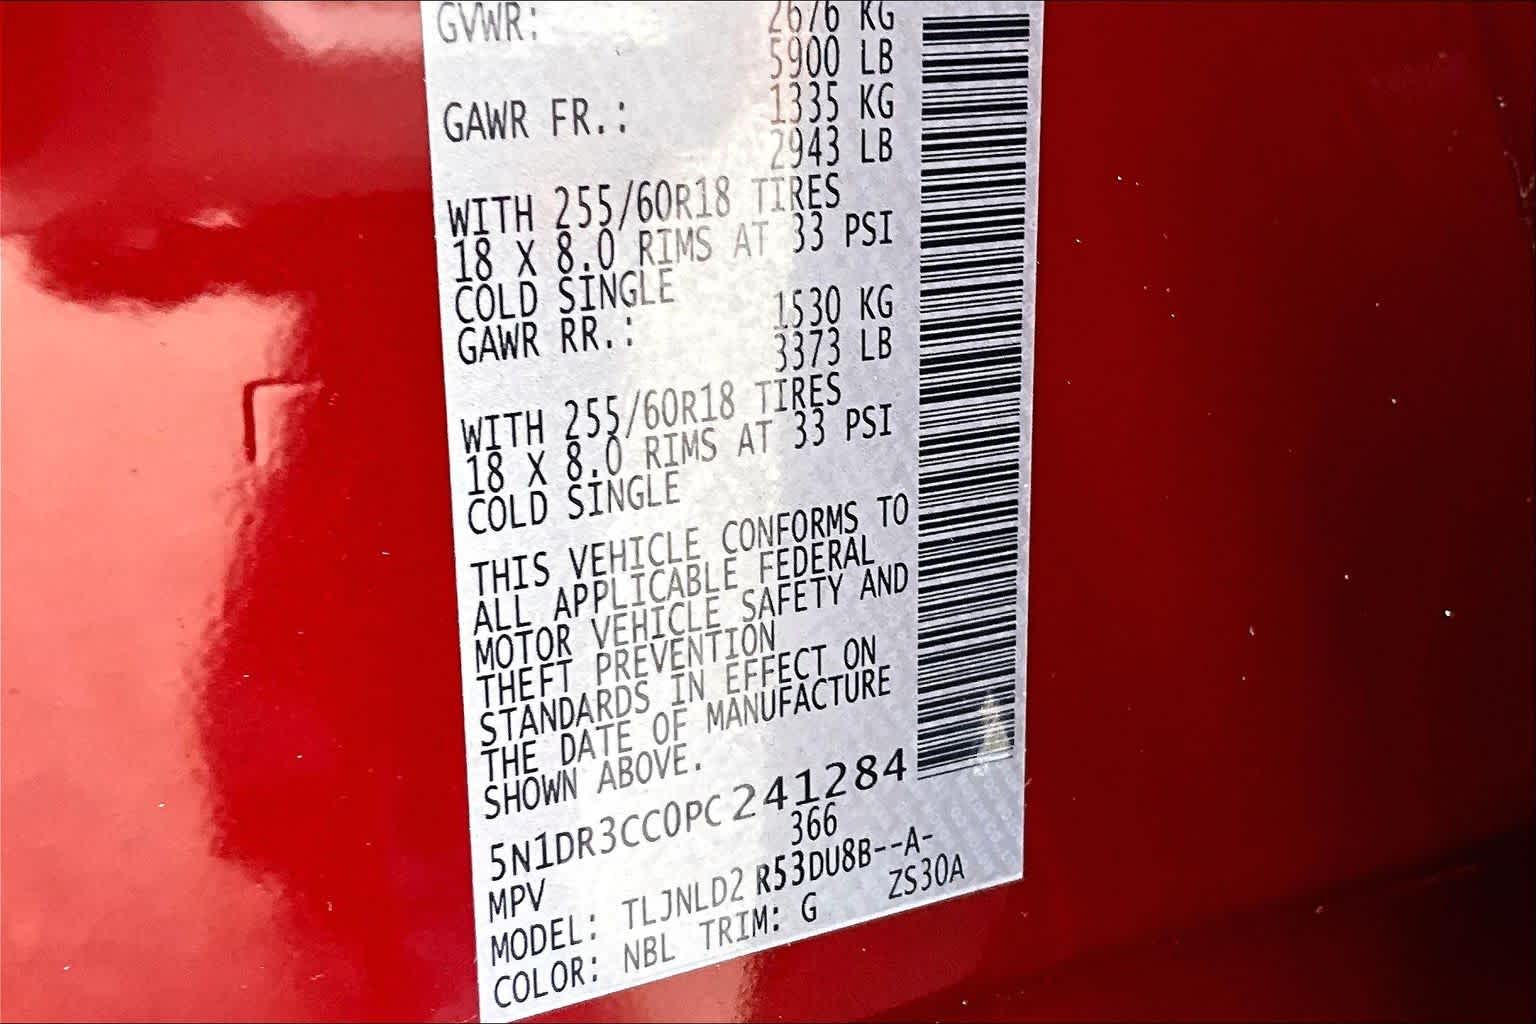 GVWR: 2676 KG
5900 LB
GAWR FR.: 1335 KG
2943 LB
WITH 255/60R18 TIRES
18 X 8.0 RIMS AT 33 PSI
COLD SINGLE
GAWR RR.: 1530 KG
3373 LB
WITH 255/60R18 TIRES
18 X 8.0 RIMS AT 33 PSI
COLD SINGLE
THIS VEHICLE CONFORMS TO
ALL APPLICABLE FEDERAL
MOTOR VEHICLE SAFETY AND
THEFT PREVENTION
STANDARDS IN EFFECT ON
THE DATE OF MANUFACTURE
SHOWN ABOVE.
5N1DR3CC0PC241284
MPV 366
MODEL: TLJNLD2 R53DU8B--A-
COLOR: NBL TRIM: G ZS30A